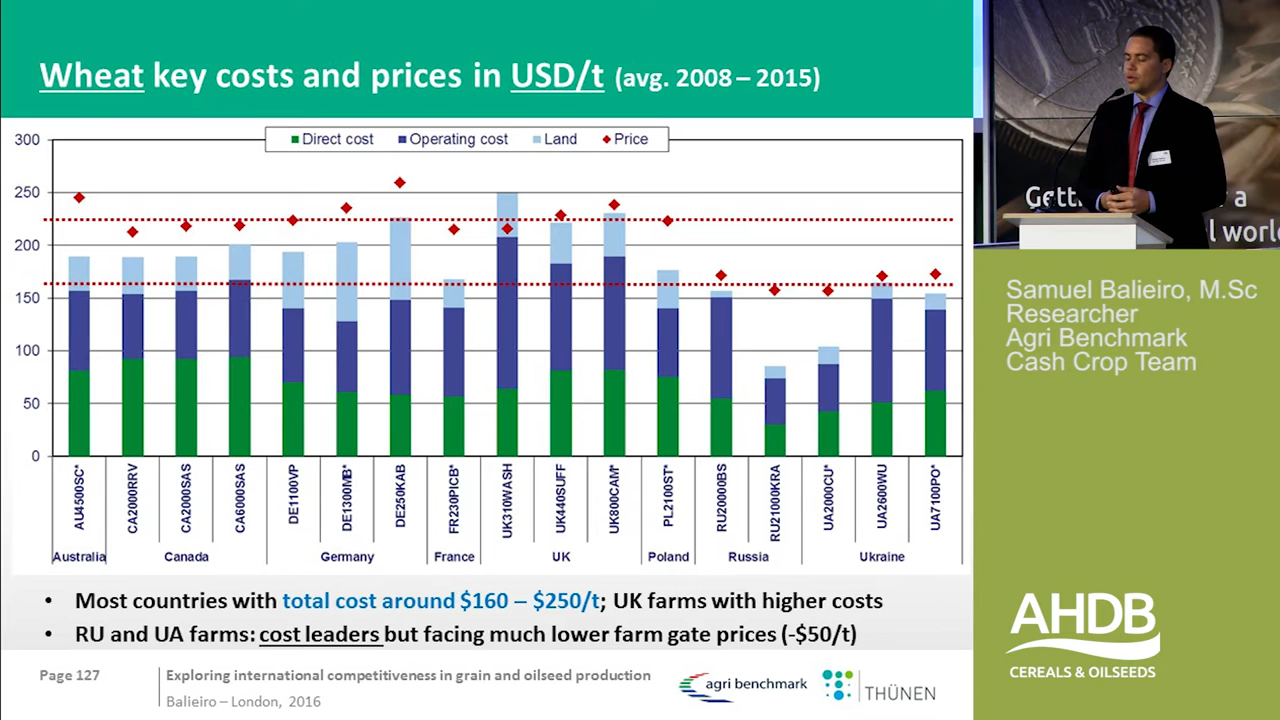 Wheat key costs and prices in USD/t (avg. 2008 – 2015)
Direct cost Operating cost Land Price
300
250
200
150
100
50
0
AU4500SC* CA2000RRV CA2000SAS CA6000SAS DE1100VP DE1300MB* DE250KAB FR230PICB* UK310WASH UK440SUFF UK800CAM* PL2100ST* RU20000BS RU21000KRA UA2000CU* UA2600WU UA7100PO*
Australia Canada Germany France UK Poland Russia Ukraine
• Most countries with total cost around $160 – $250/t; UK farms with higher costs
• RU and UA farms: cost leaders but facing much lower farm gate prices (-$50/t)
Page 127
Exploring international competitiveness in grain and oilseed production
Balieiro – London, 2016
agri benchmark
THÜNEN
a
l world
Samuel Balieiro, M.Sc
Researcher
Agri Benchmark
Cash Crop Team
AHDB
CEREALS & OILSEEDS